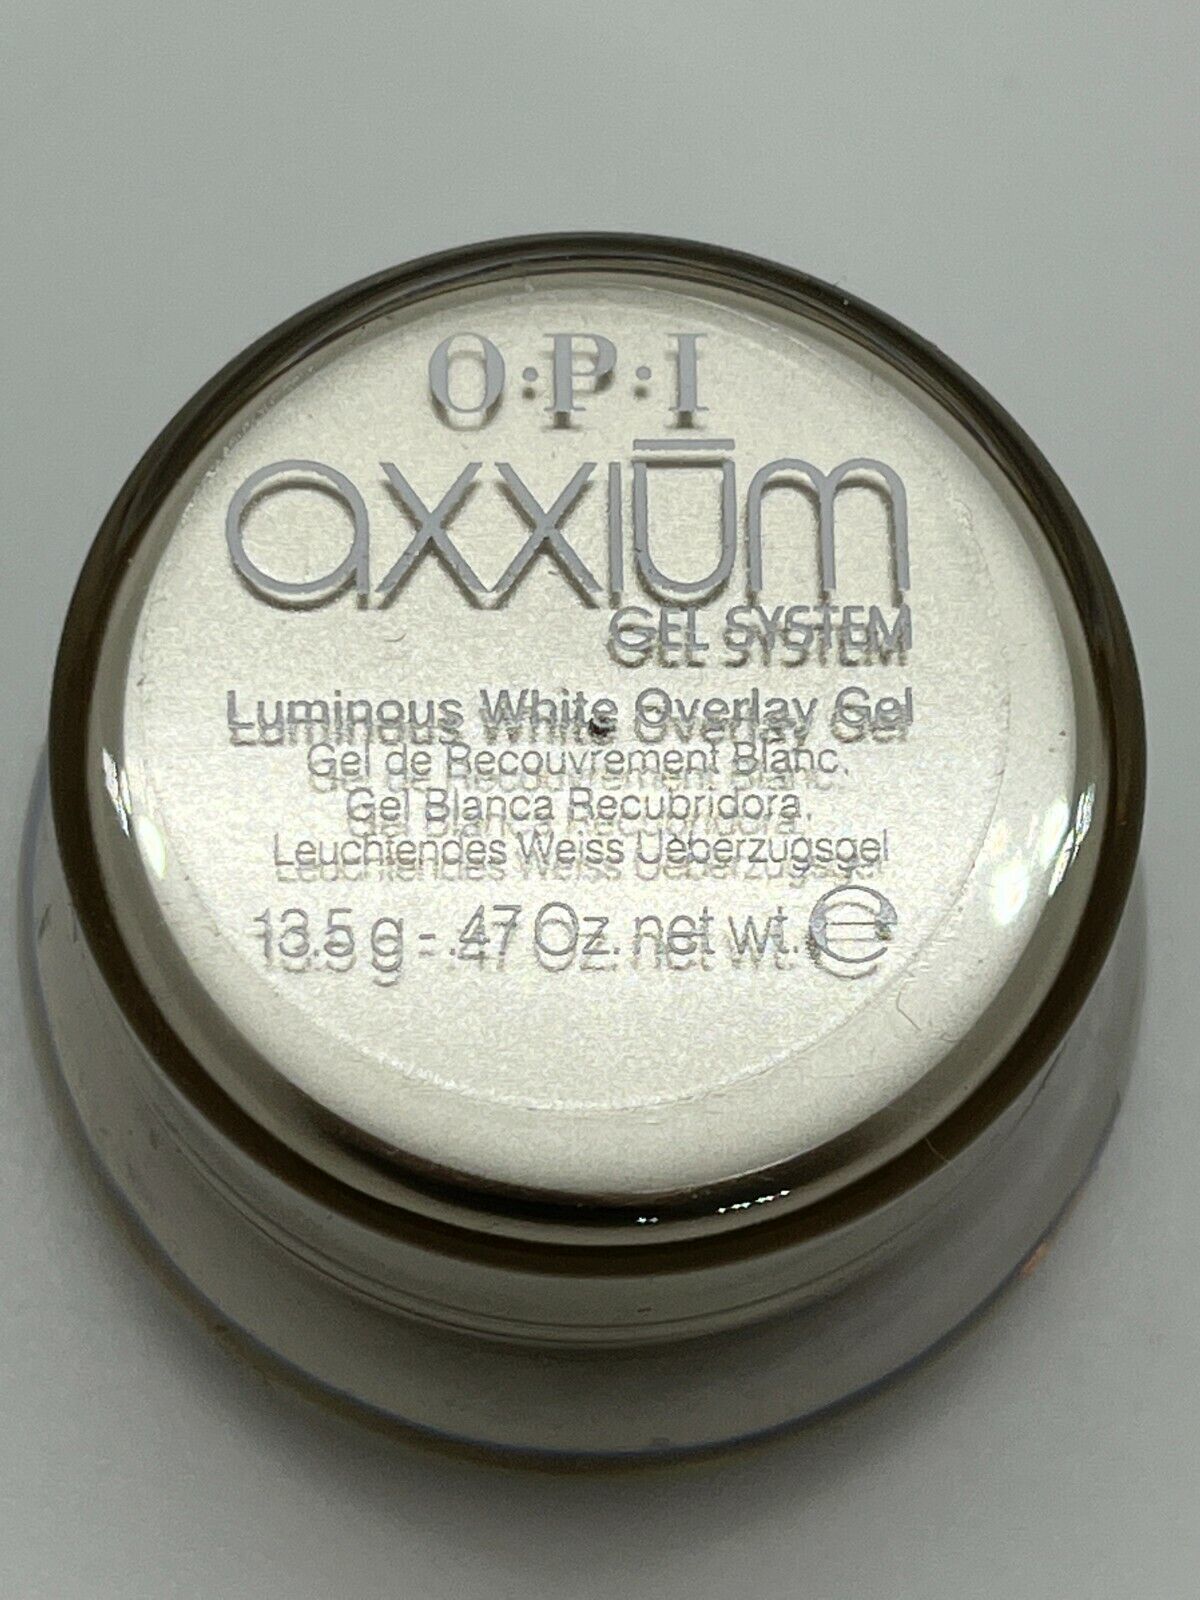 O·P·I
axxiūm
GEL SYSTEM
Luminous White Overlay Gel
Gel de Recouvrement Blanc,
Gel Blanca Recubridora,
Leuchtendes Weiss Ueberzugsgel
13.5 g - .47 Oz. net wt. ℮